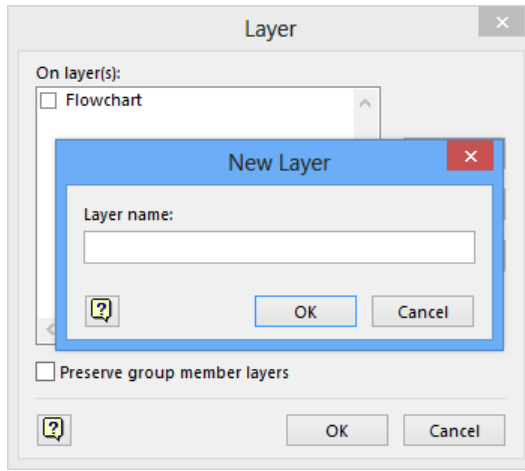 Layer
On layer(s):
Flowchart
New Layer
Layer name:
OK
Cancel
Preserve group member layers
OK
Cancel